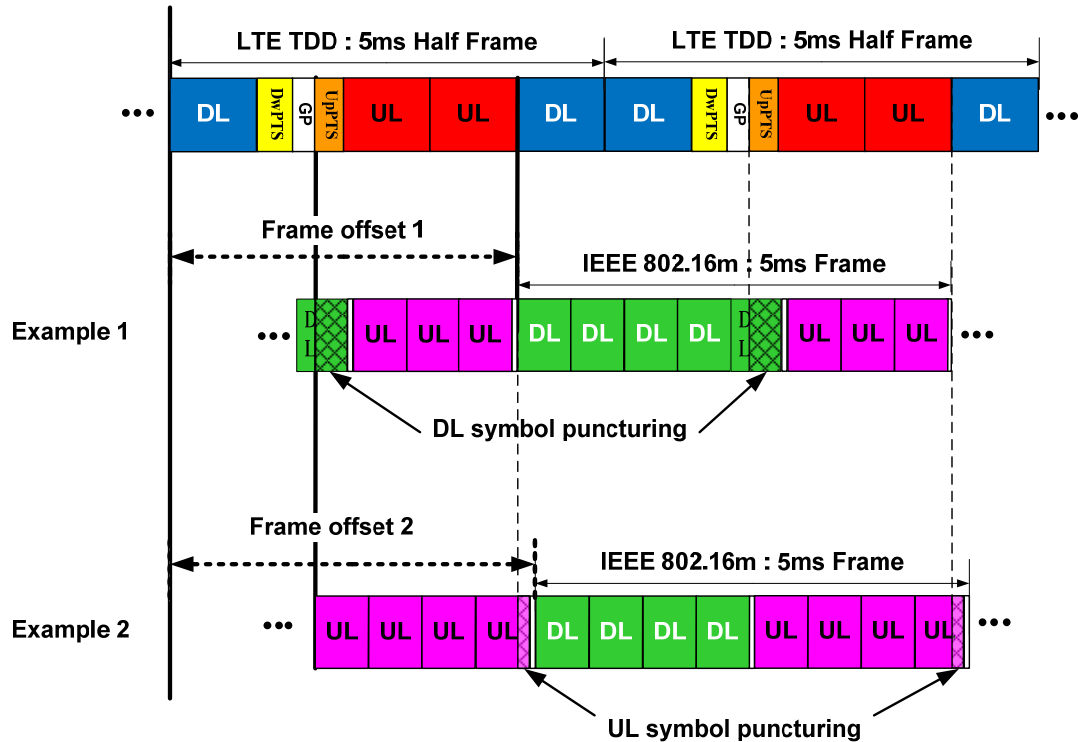 LTE TDD : 5ms Half Frame LTE TDD : 5ms Half Frame
••• DL DwPTS GP UpPTS UL UL DL DL DwPTS GP UpPTS UL UL DL •••
Frame offset 1
IEEE 802.16m : 5ms Frame
Example 1 ••• DL UL UL UL DL DL DL DL DL UL UL UL •••
DL symbol puncturing
Frame offset 2
IEEE 802.16m : 5ms Frame
Example 2 ••• UL UL UL UL DL DL DL DL UL UL UL UL •••
UL symbol puncturing